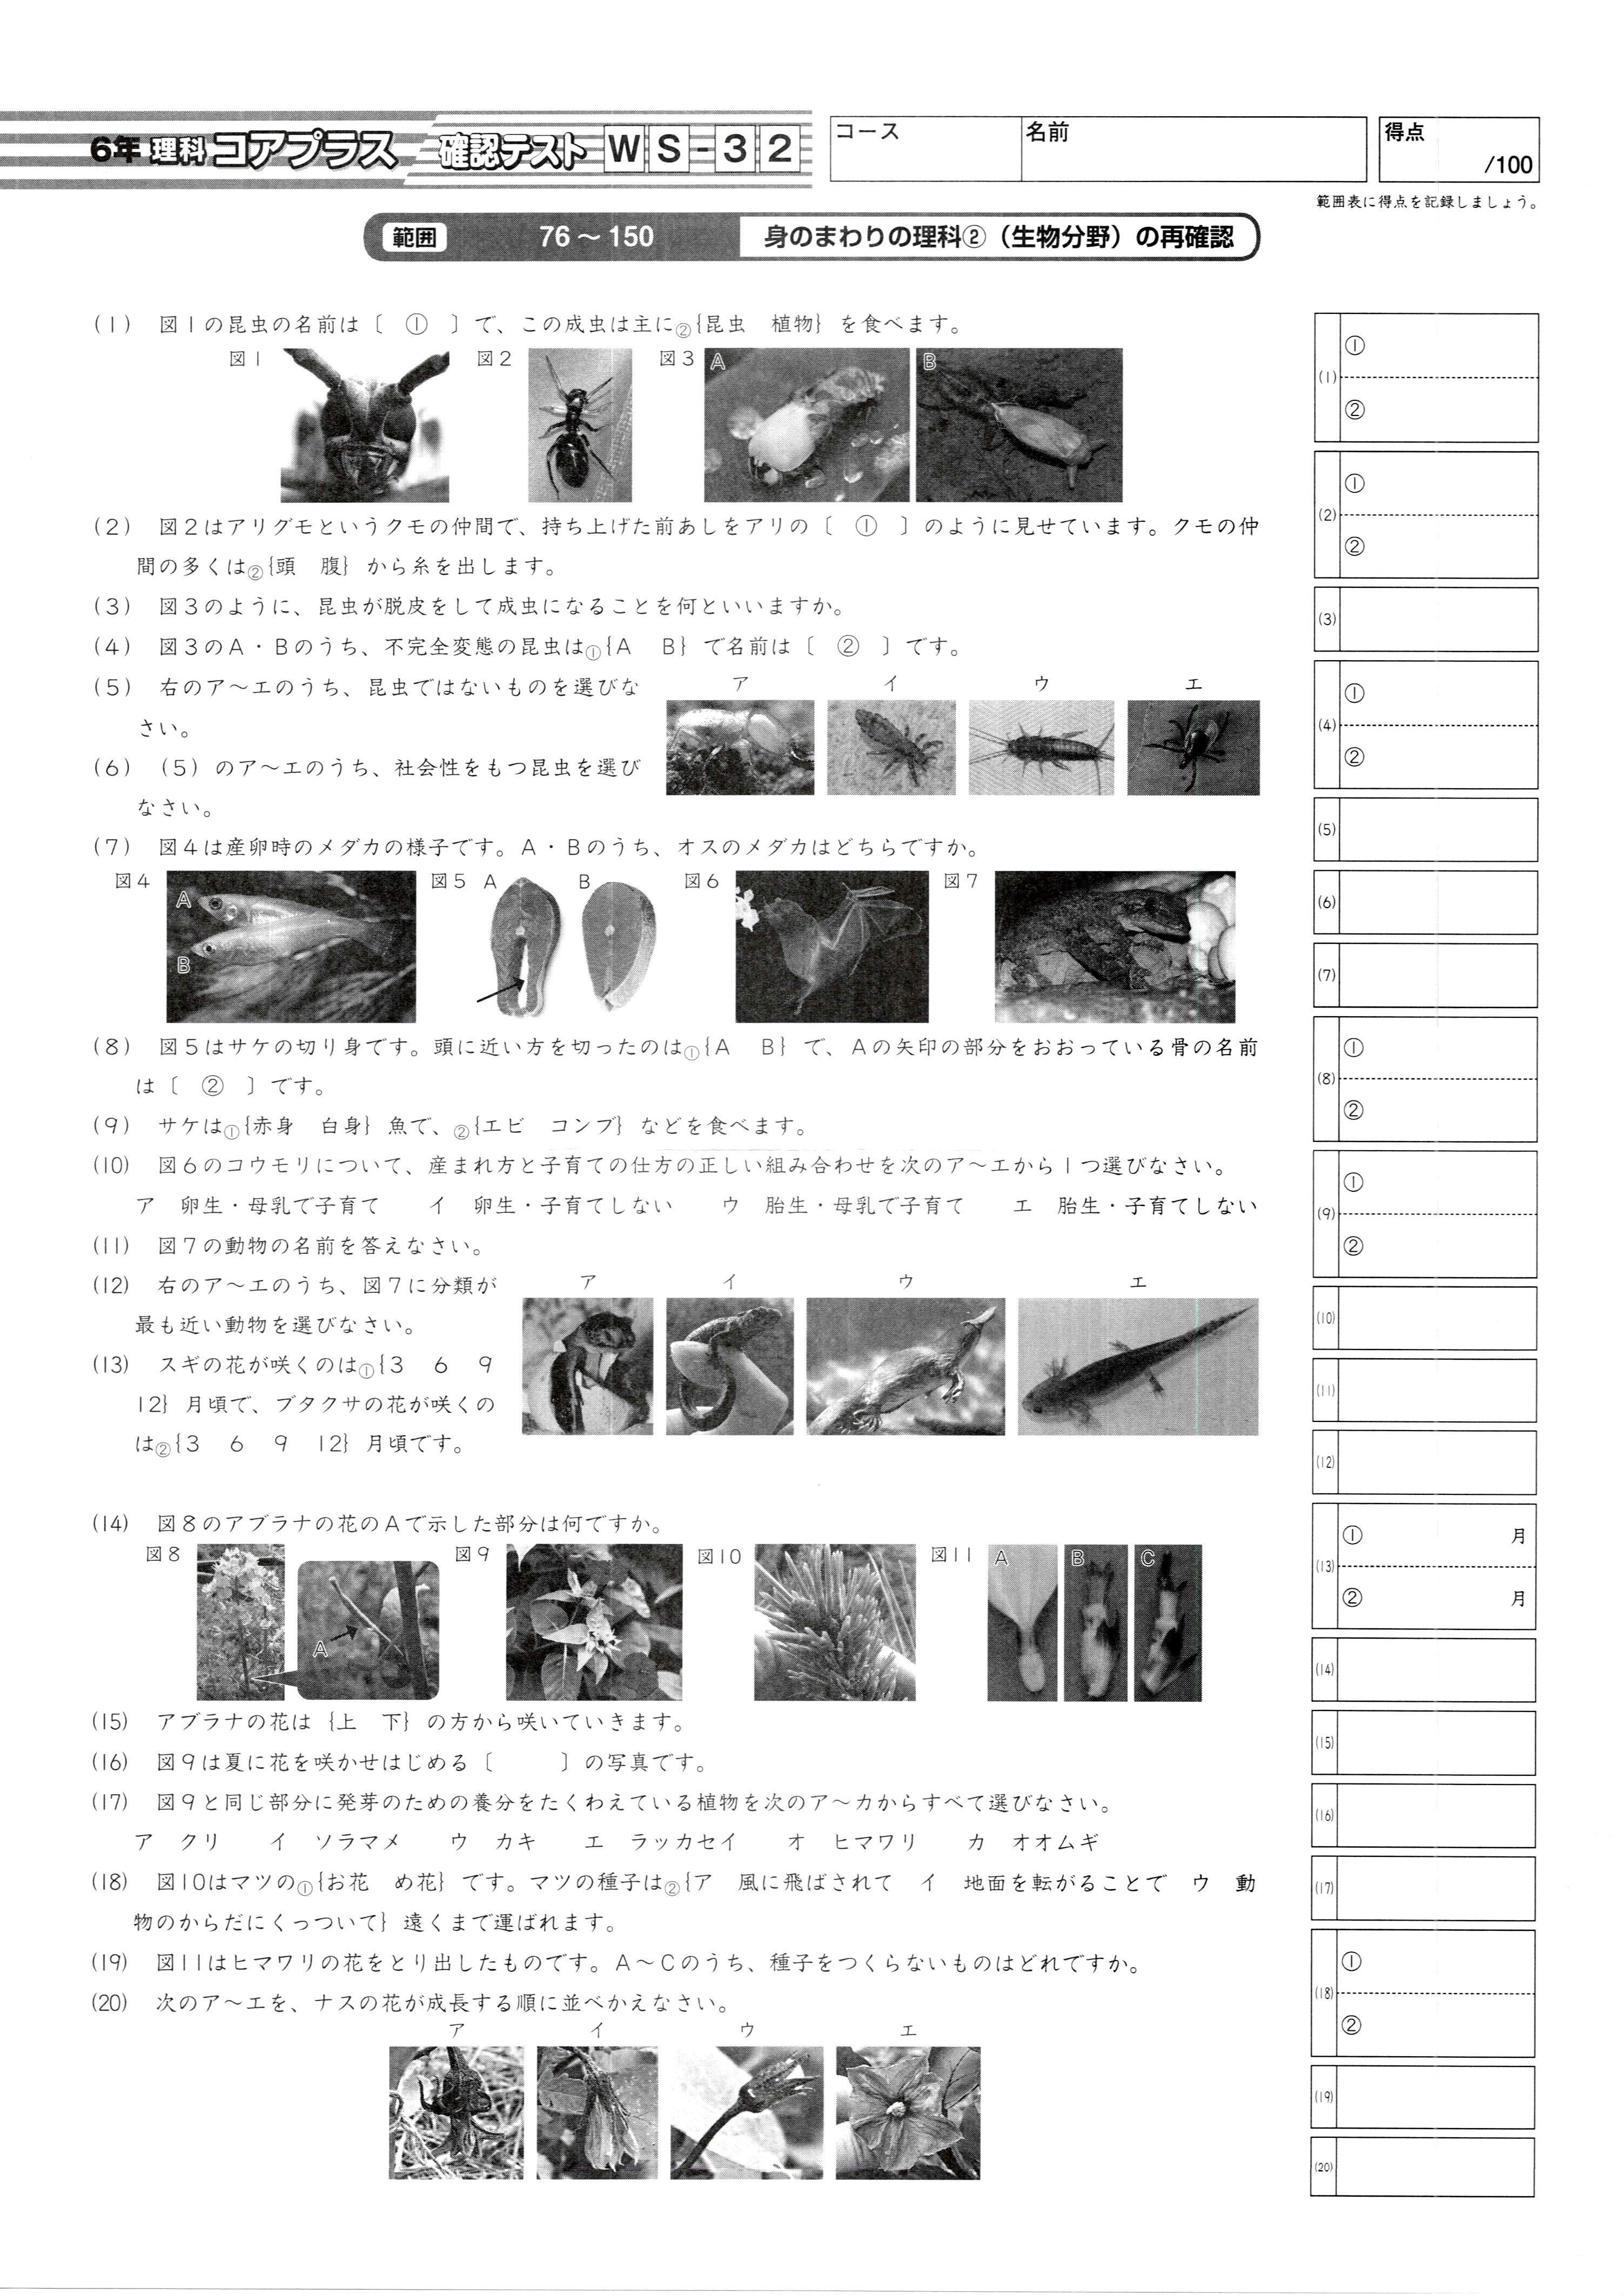 6年 理科 コアプラス 確認テスト WS-32
コース 名前 得点
/100
範囲表に得点を記録しましょう。
範囲 76～150 身のまわりの理科②（生物分野）の再確認
(1) 図1の昆虫の名前は〔 ① 〕で、この成虫は主に②{昆虫 植物} を食べます。
図1 図2 図3 A B
(2) 図2はアリグモというクモの仲間で、持ち上げた前あしをアリの〔 ① 〕のように見せています。クモの仲
間の多くは②{頭 腹} から糸を出します。
(3) 図3のように、昆虫が脱皮をして成虫になることを何といいますか。
(4) 図3のA・Bのうち、不完全変態の昆虫は①{A B} で名前は〔 ② 〕です。
(5) 右のア～エのうち、昆虫ではないものを選びな
さい。
ア イ ウ エ
(6) (5)のア～エのうち、社会性をもつ昆虫を選び
なさい。
(7) 図4は産卵時のメダカの様子です。A・Bのうち、オスのメダカはどちらですか。
図4 A B 図5 A B 図6 図7
(8) 図5はサケの切り身です。頭に近い方を切ったのは①{A B} で、Aの矢印の部分をおおっている骨の名前
は〔 ② 〕です。
(9) サケは①{赤身 白身} 魚で、②{エビ コンブ} などを食べます。
(10) 図6のコウモリについて、産まれ方と子育ての仕方の正しい組み合わせを次のア～エから1つ選びなさい。
ア 卵生・母乳で子育て イ 卵生・子育てしない ウ 胎生・母乳で子育て エ 胎生・子育てしない
(11) 図7の動物の名前を答えなさい。
(12) 右のア～エのうち、図7に分類が
最も近い動物を選びなさい。
ア イ ウ エ
(13) スギの花が咲くのは①{3 6 9
12} 月頃で、ブタクサの花が咲くの
は②{3 6 9 12} 月頃です。
(14) 図8のアブラナの花のAで示した部分は何ですか。
図8 A 図9 図10 図11 A B C
(15) アブラナの花は {上 下} の方から咲いていきます。
(16) 図9は夏に花を咲かせはじめる〔 〕の写真です。
(17) 図9と同じ部分に発芽のための養分をたくわえている植物を次のア～カからすべて選びなさい。
ア クリ イ ソラマメ ウ カキ エ ラッカセイ オ ヒマワリ カ オオムギ
(18) 図10はマツの①{お花 め花} です。マツの種子は②{ア 風に飛ばされて イ 地面を転がることで ウ 動
物のからだにくっついて} 遠くまで運ばれます。
(19) 図11はヒマワリの花をとり出したものです。A～Cのうち、種子をつくらないものはどれですか。
(20) 次のア～エを、ナスの花が成長する順に並べかえなさい。
ア イ ウ エ
(1) ①
②
(2) ①
②
(3)
(4) ①
②
(5)
(6)
(7)
(8) ①
②
(9) ①
②
(10)
(11)
(12)
(13) ① 月
② 月
(14)
(15)
(16)
(17)
(18) ①
②
(19)
(20)